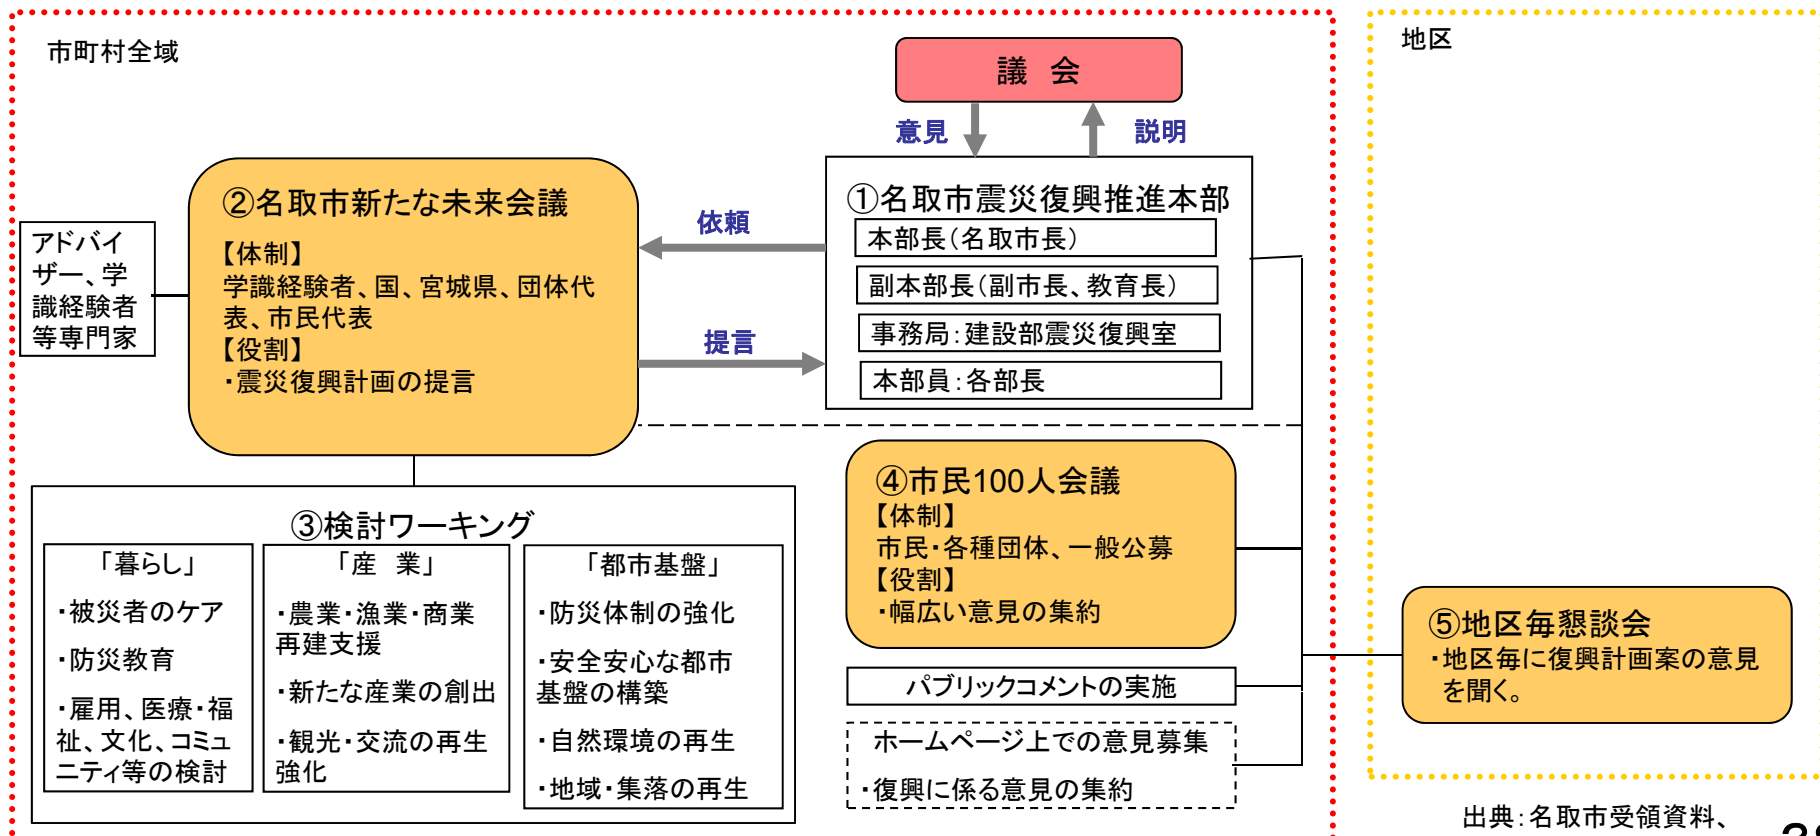 市町村全域
議　会
意見
説明
②名取市新たな未来会議
【体制】
学識経験者、国、宮城県、団体代
表、市民代表
【役割】
・震災復興計画の提言
アドバイ
ザー、学
識経験者
等専門家
依頼
提言
①名取市震災復興推進本部
本部長（名取市長）
副本部長（副市長、教育長）
事務局：建設部震災復興室
本部員：各部長
③検討ワーキング
「暮らし」
・被災者のケア
・防災教育
・雇用、医療・福
祉、文化、コミュ
ニティ等の検討
「産　業」
・農業・漁業・商業
再建支援
・新たな産業の創出
・観光・交流の再生
強化
「都市基盤」
・防災体制の強化
・安全安心な都市
基盤の構築
・自然環境の再生
・地域・集落の再生
④市民100人会議
【体制】
市民・各種団体、一般公募
【役割】
・幅広い意見の集約
パブリックコメントの実施
ホームページ上での意見募集
・復興に係る意見の集約
地区
⑤地区毎懇談会
・地区毎に復興計画案の意見
を聞く。
出典：名取市受領資料、